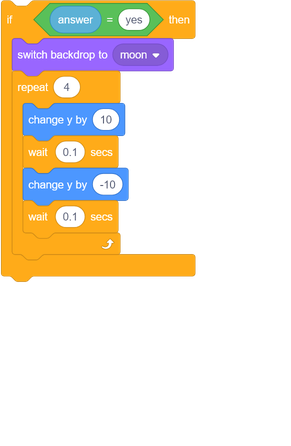 if answer = yes then
switch backdrop to moon
repeat 4
change y by 10
wait 0.1 secs
change y by -10
wait 0.1 secs